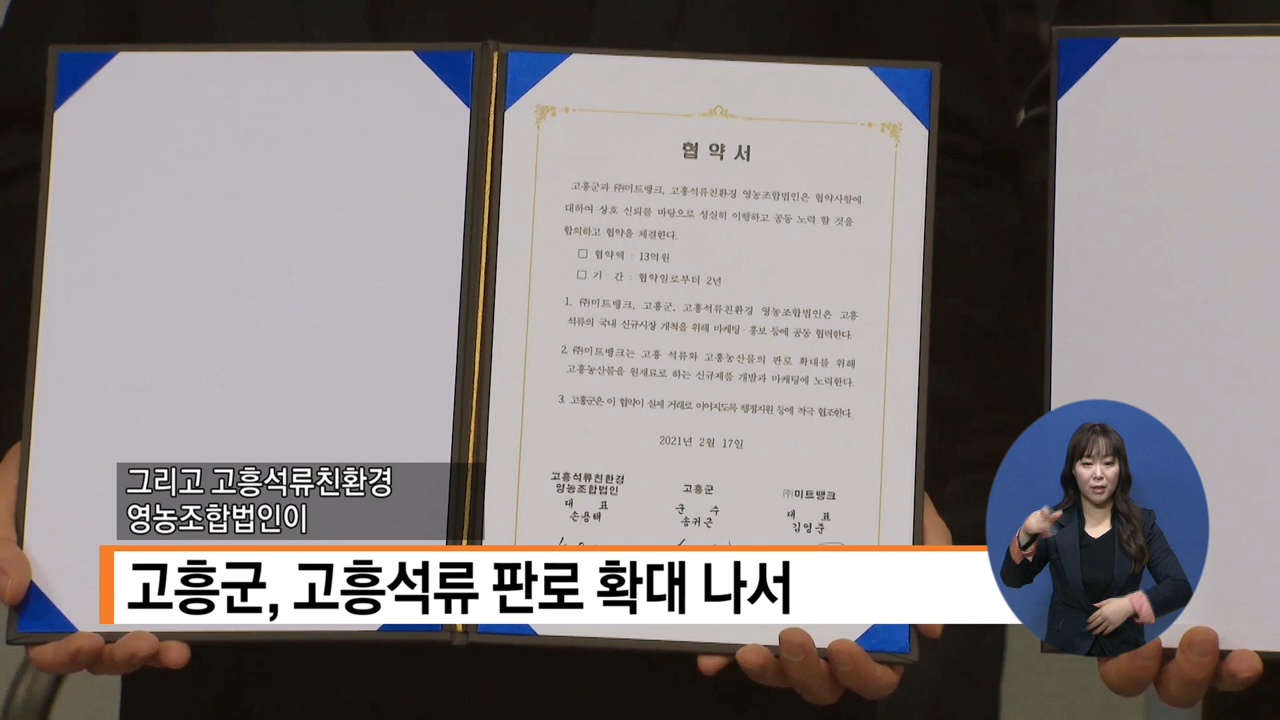 협약서
고흥군과 ㈜미트뱅크, 고흥석류친환경 영농조합법인은 협약사항에
대하여 상호 신뢰를 바탕으로 성실히 이행하고 공동 노력 할 것을
합의하고 협약을 체결한다.
□ 협약액 : 13억원
□ 기 간 : 협약일로부터 2년
1. ㈜미트뱅크, 고흥군, 고흥석류친환경 영농조합법인은 고흥
석류의 국내 신규시장 개척을 위해 마케팅·홍보 등에 공동 협력한다.
2. ㈜미트뱅크는 고흥 석류와 고흥농산물의 판로 확대를 위해
고흥농산물을 원재료로 하는 신규제품 개발과 마케팅에 노력한다.
3. 고흥군은 이 협약이 실제 거래로 이어지도록 행정지원 등에 적극 협조한다.
2021년 2월 17일
고흥석류친환경
영농조합법인
대 표
손용해
고흥군
군 수
송귀근
㈜미트뱅크
대 표
김영준
그리고 고흥석류친환경
영농조합법인이
고흥군, 고흥석류 판로 확대 나서